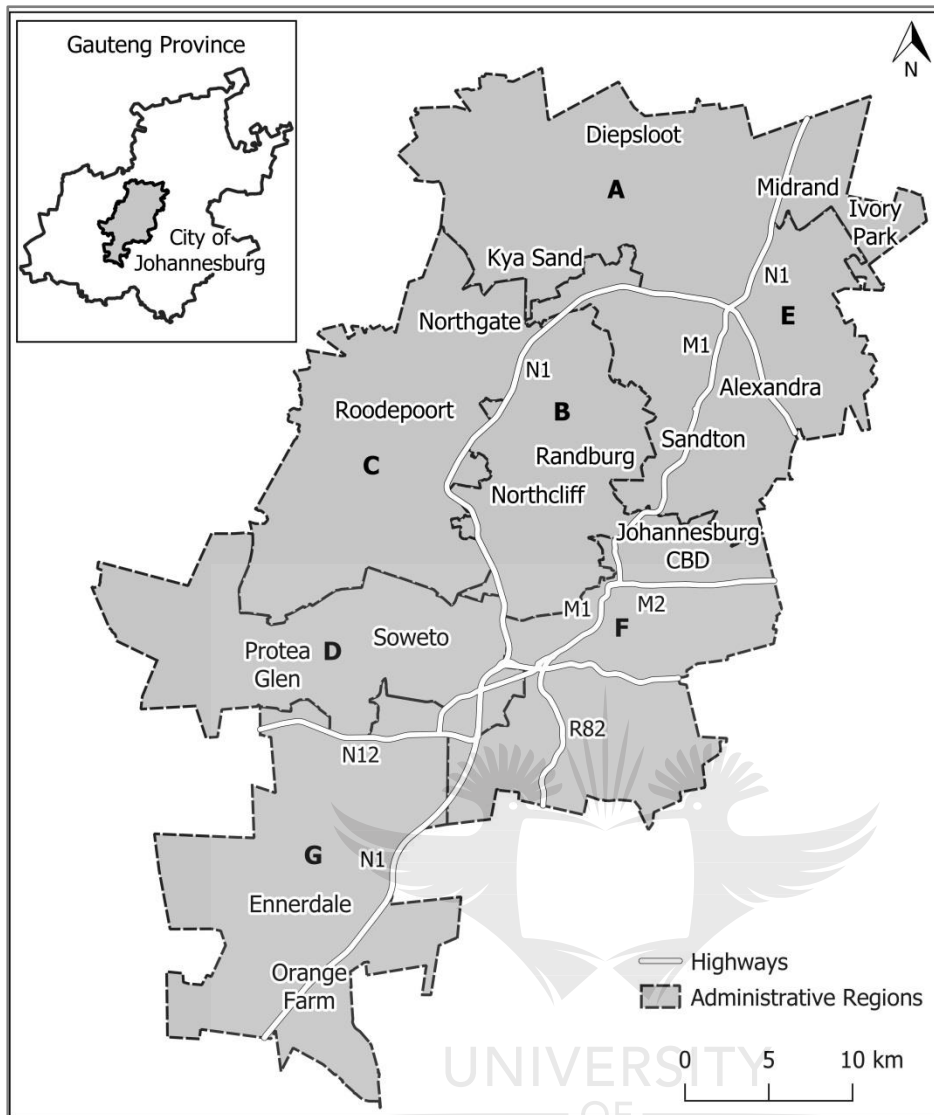 Gauteng Province
City of
Johannesburg
N
Diepsloot
A
Midrand
Ivory
Park
Kya Sand
N1
Northgate
E
M1
N1
Alexandra
Roodepoort
B
Sandton
Randburg
C
Northcliff
Johannesburg
CBD
M1
M2
F
Soweto
D
Protea
Glen
R82
N12
G
N1
Ennerdale
Orange
Farm
Highways
Administrative Regions
0 5 10 km
UNIVERSITY
OF